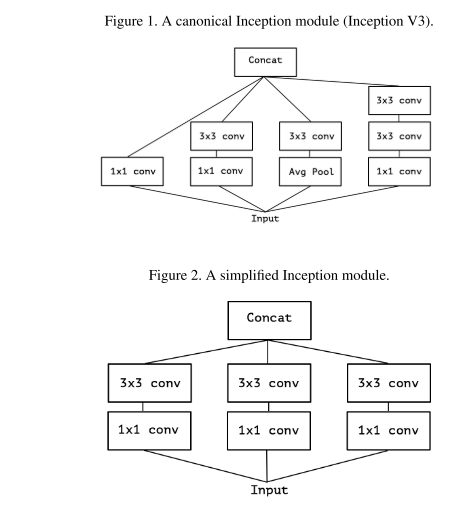 Figure 1. A canonical Inception module (Inception V3).
Concat
3x3 conv
3x3 conv
3x3 conv
3x3 conv
1x1 conv
1x1 conv
Avg Pool
1x1 conv
Input
Figure 2. A simplified Inception module.
Concat
3x3 conv
3x3 conv
3x3 conv
1x1 conv
1x1 conv
1x1 conv
Input